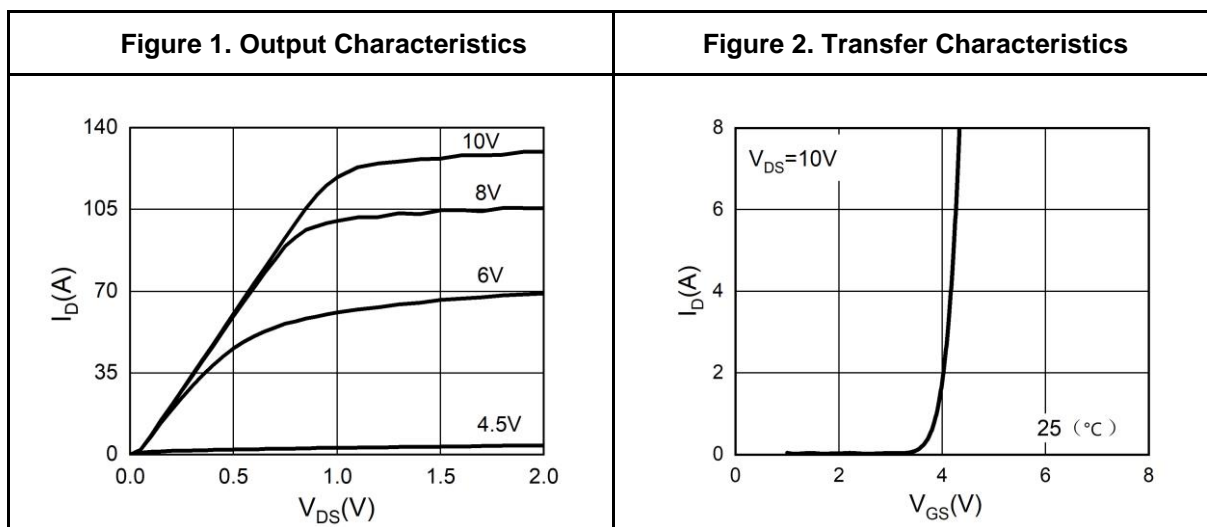 Figure 1. Output Characteristics
Figure 2. Transfer Characteristics
140
105
70
35
0
I_D(A)
10V
8V
6V
4.5V
0.0 0.5 1.0 1.5 2.0
V_DS(V)
8
6
4
2
0
I_D(A)
V_DS=10V
25（℃）
0 2 4 6 8
V_GS(V)